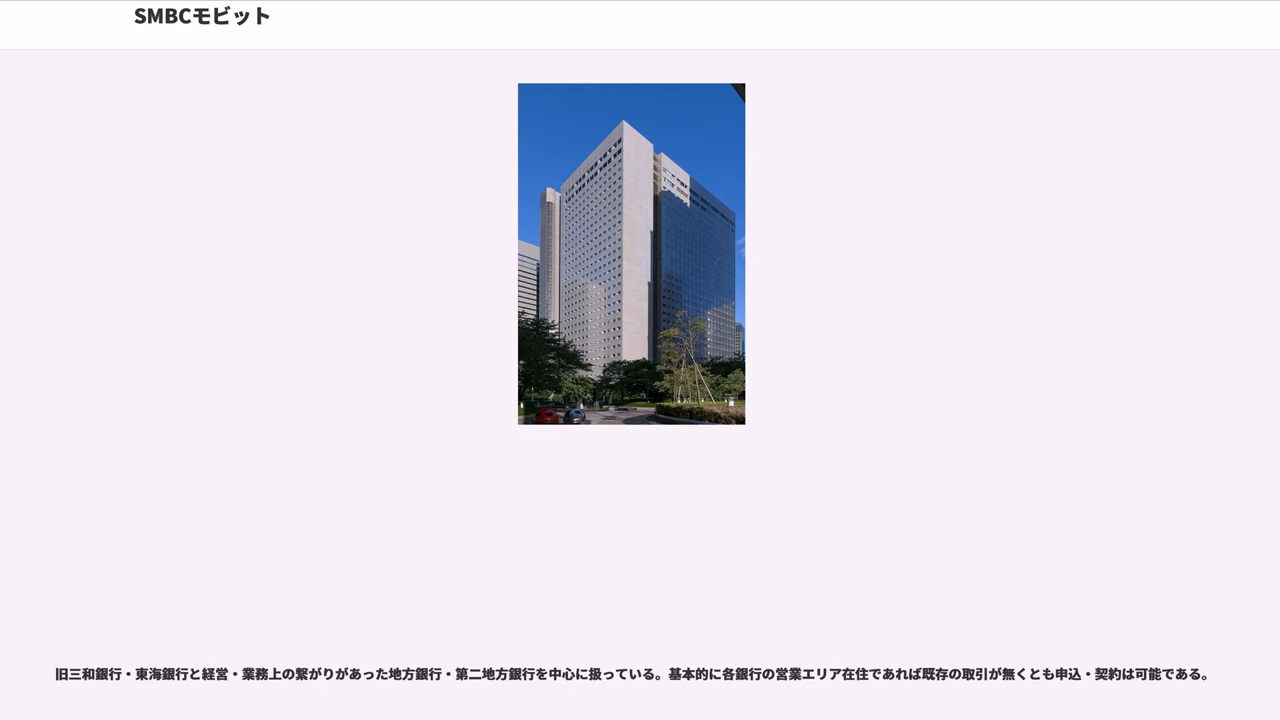 SMBCモビット
旧三和銀行・東海銀行と経営・業務上の繋がりがあった地方銀行・第二地方銀行を中心に扱っている。基本的に各銀行の営業エリア在住であれば既存の取引が無くとも申込・契約は可能である。